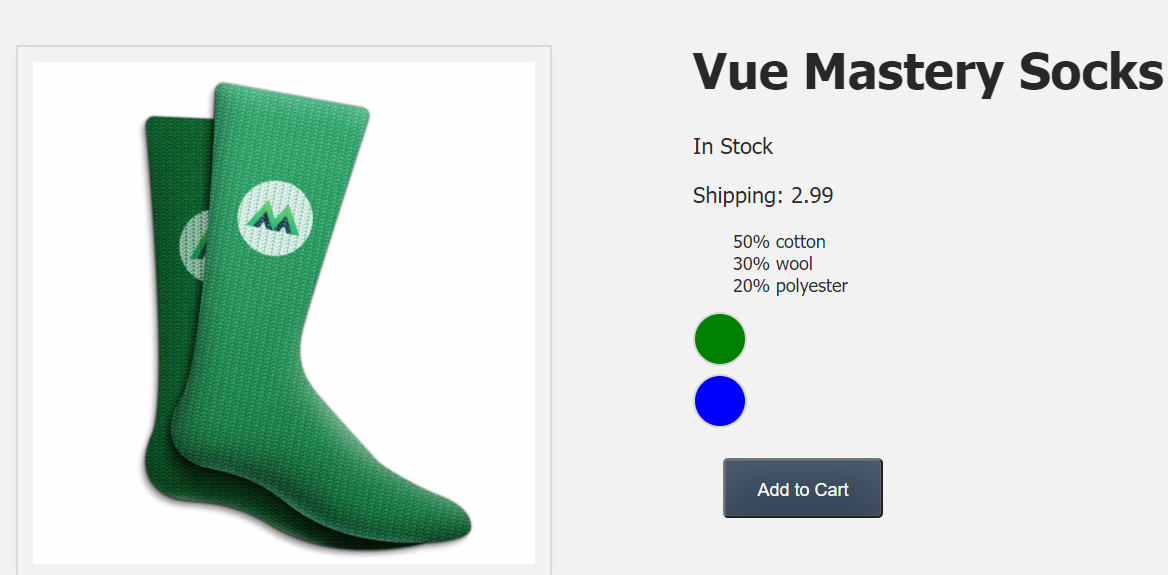 Vue Mastery Socks
In Stock
Shipping: 2.99
50% cotton
30% wool
20% polyester
Add to Cart